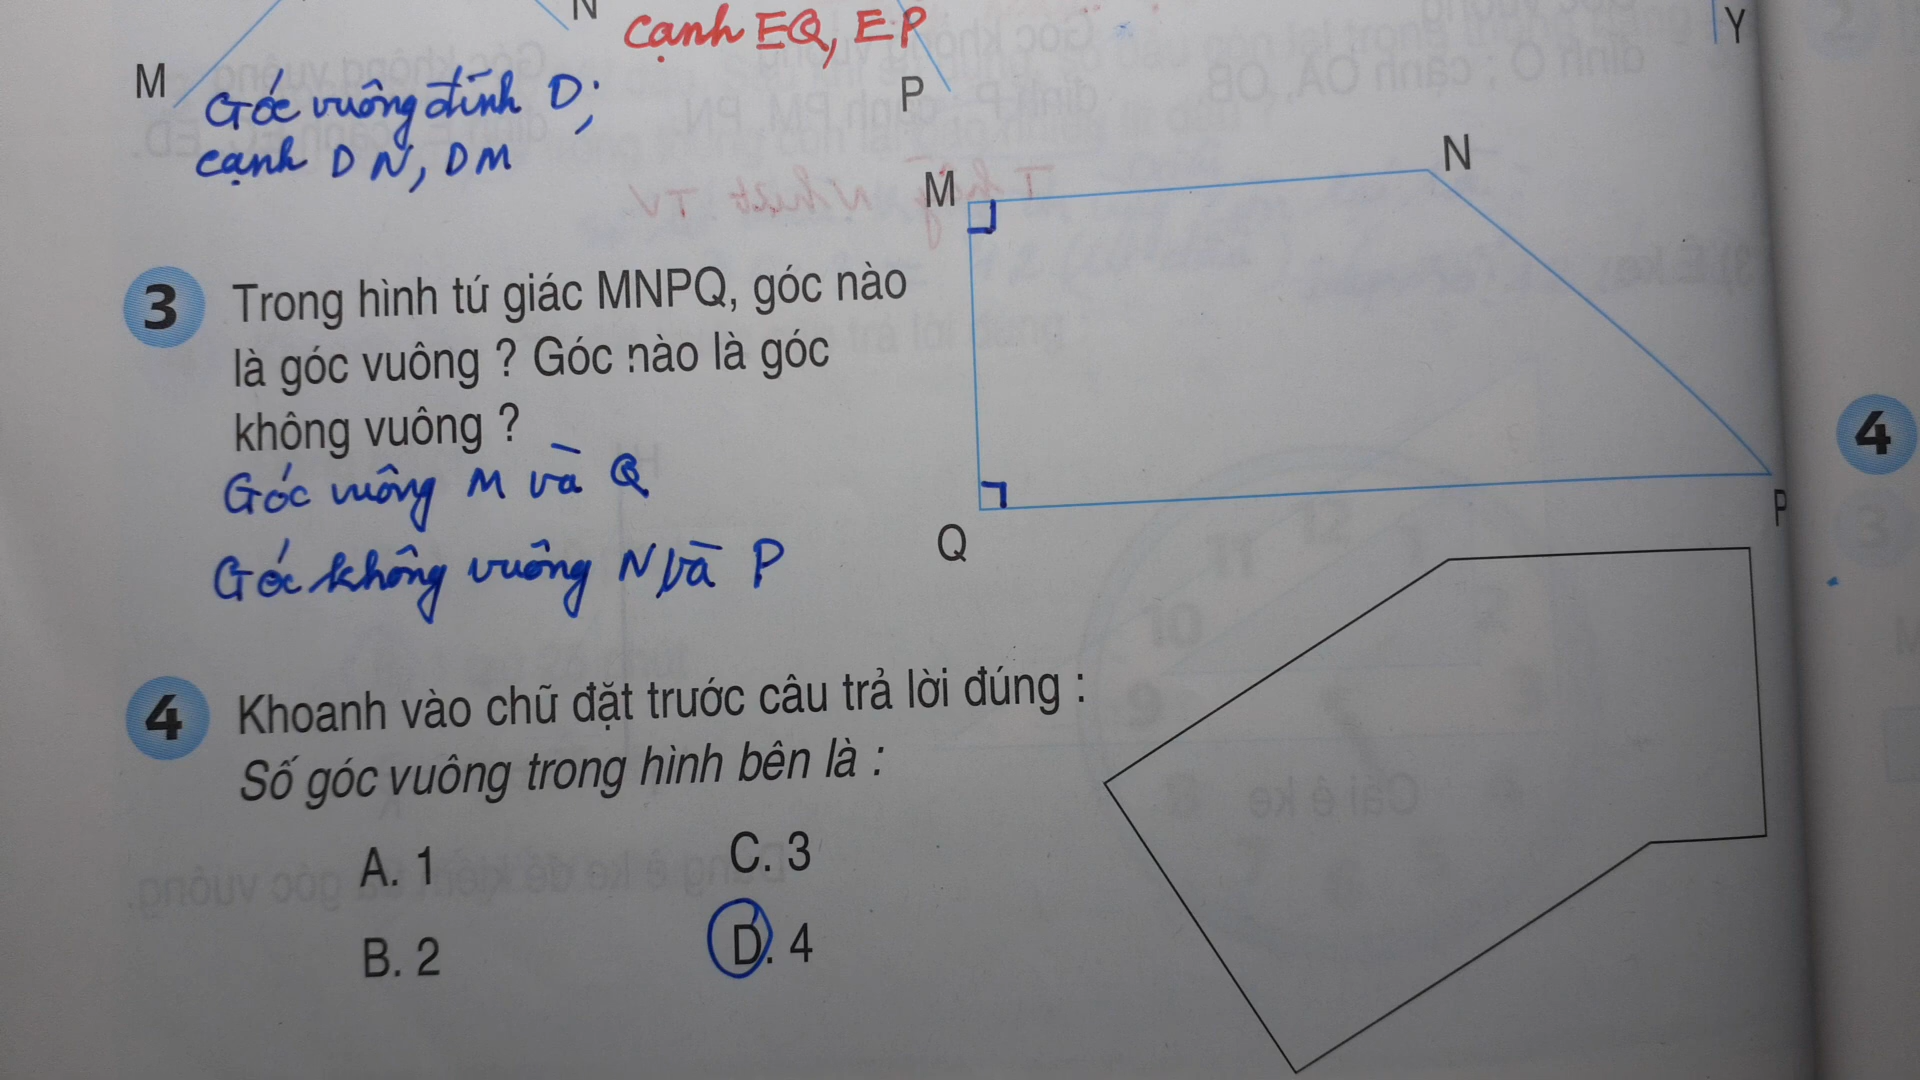 N
cạnh EQ, EP
Y
M
P
Góc vuông đỉnh D;
cạnh DN, DM
M
N
3 Trong hình tứ giác MNPQ, góc nào
là góc vuông ? Góc nào là góc
không vuông ?
Góc vuông M và Q
Góc không vuông N và P
Q
P
4
4 Khoanh vào chữ đặt trước câu trả lời đúng :
Số góc vuông trong hình bên là :
A. 1
C. 3
B. 2
D. 4